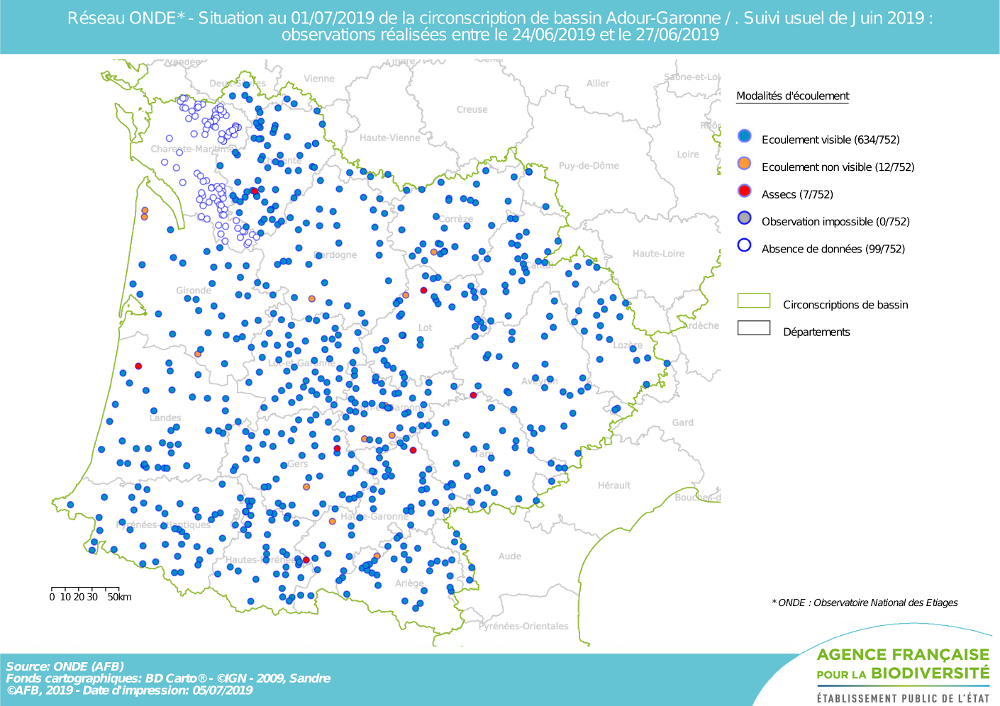 Réseau ONDE* - Situation au 01/07/2019 de la circonscription de bassin Adour-Garonne / . Suivi usuel de Juin 2019 :
observations réalisées entre le 24/06/2019 et le 27/06/2019
Vendée
Deux-Sèvres
Vienne
Indre
Allier
Saône-et-Loi
Creuse
Haute-Vienne
Rhôn
Charente-Maritime
Charente
Loire
Puy-de-Dôme
Corrèze
Dordogne
Cantal
Haute-Loire
Gironde
Lot
Ardèche
Lozère
Lot-et-Garonne
Aveyron
Tarn-et-Garonne
Landes
Gard
Gers
Tarn
Hérault
Bouches-d
Haute-Garonne
Pyrénées-Atlantiques
Hautes-Pyrénées
Aude
Ariège
Pyrénées-Orientales
0 10 20 30 50km
Modalités d'écoulement
Ecoulement visible (634/752)
Ecoulement non visible (12/752)
Assecs (7/752)
Observation impossible (0/752)
Absence de données (99/752)
Circonscriptions de bassin
Départements
* ONDE : Observatoire National des Etiages
Source: ONDE (AFB)
Fonds cartographiques: BD Carto® - ©IGN - 2009, Sandre
©AFB, 2019 - Date d'impression: 05/07/2019
AGENCE FRANÇAISE
POUR LA BIODIVERSITÉ
ÉTABLISSEMENT PUBLIC DE L'ÉTAT